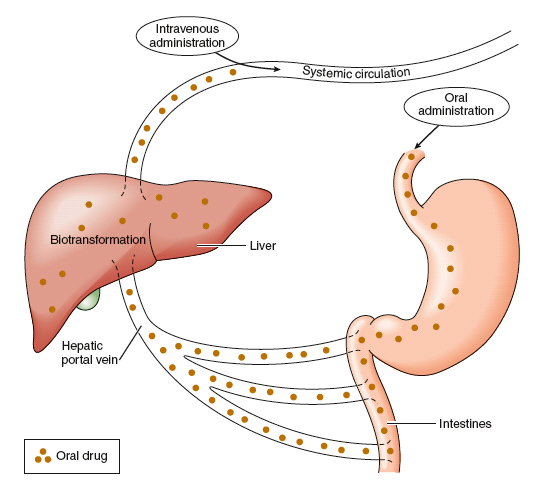 Intravenous
administration
Systemic circulation
Oral
administration
Biotransformation
Liver
Hepatic
portal vein
Intestines
Oral drug